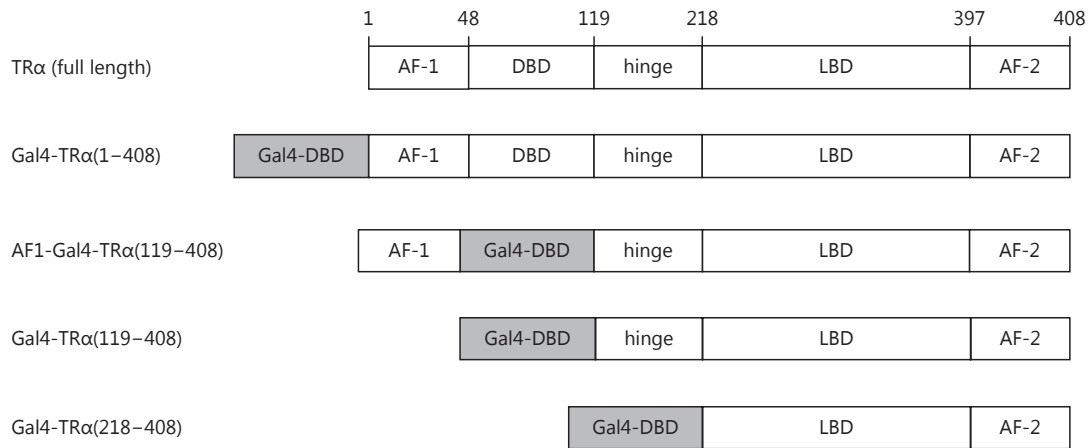 1 48 119 218 397 408
TRα (full length) AF-1 DBD hinge LBD AF-2
Gal4-TRα(1–408) Gal4-DBD AF-1 DBD hinge LBD AF-2
AF1-Gal4-TRα(119–408) AF-1 Gal4-DBD hinge LBD AF-2
Gal4-TRα(119–408) Gal4-DBD hinge LBD AF-2
Gal4-TRα(218–408) Gal4-DBD LBD AF-2